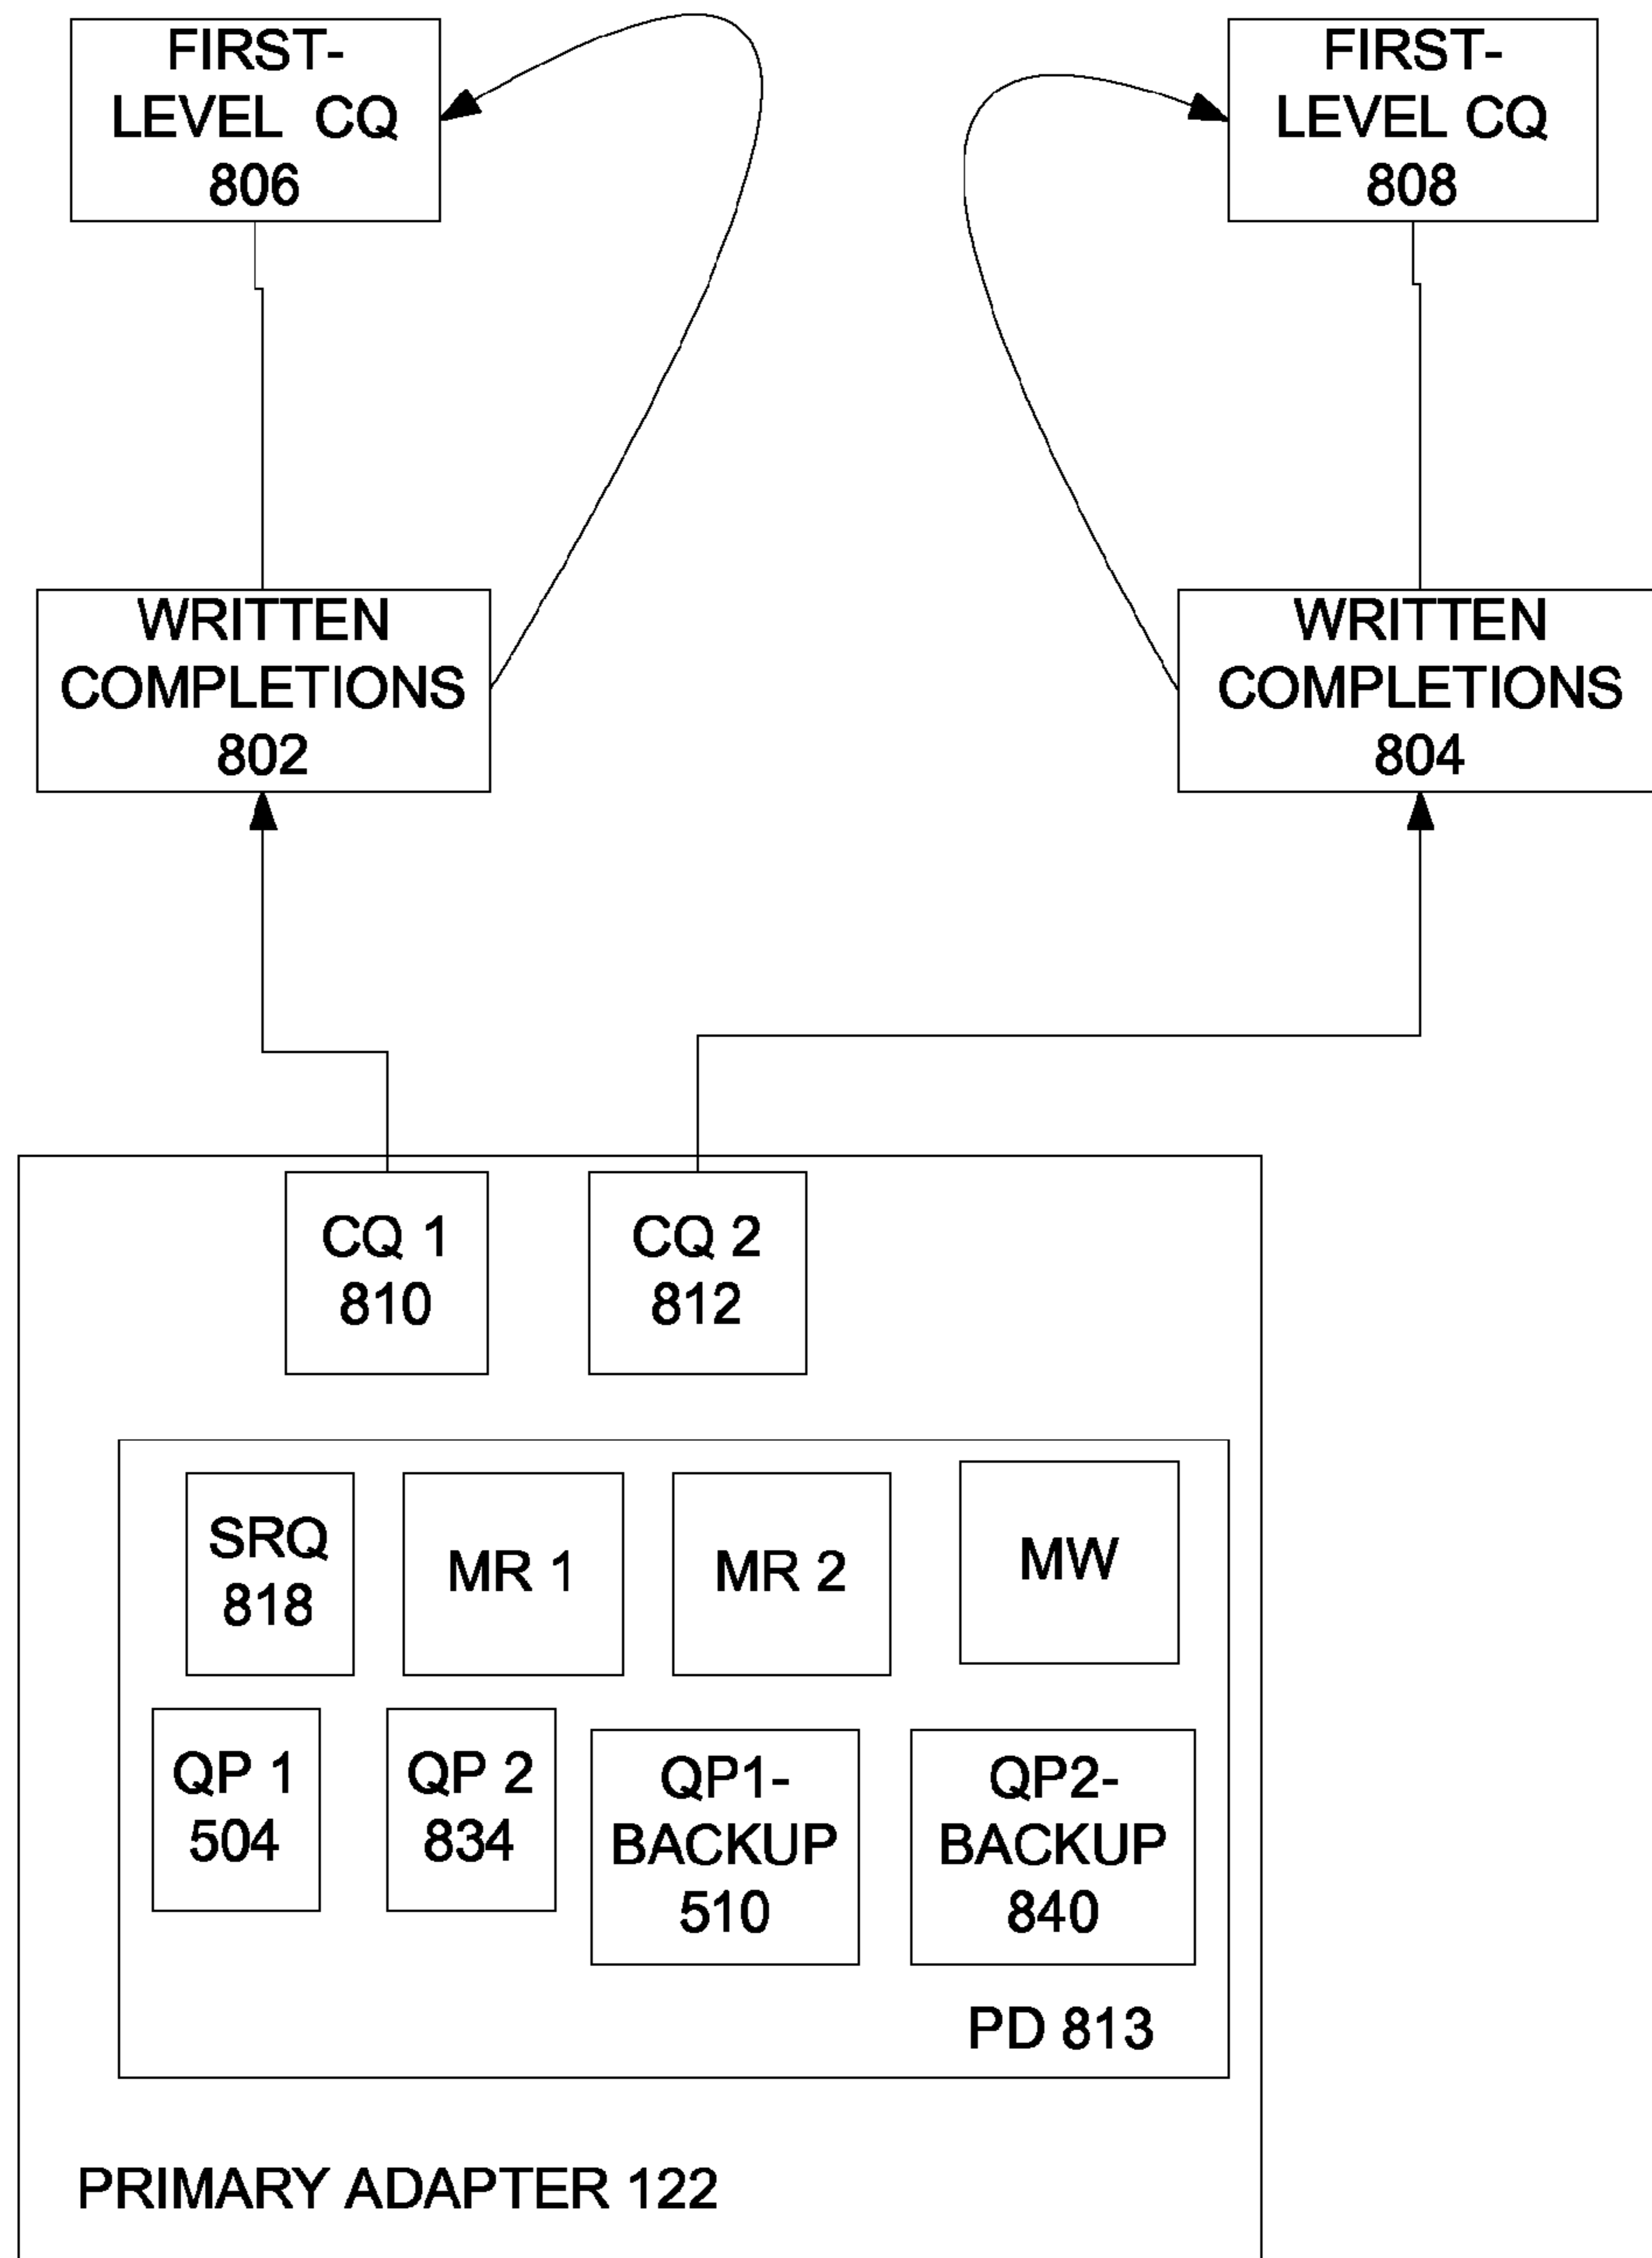 FIRST-
LEVEL CQ
806
FIRST-
LEVEL CQ
808
WRITTEN
COMPLETIONS
802
WRITTEN
COMPLETIONS
804
CQ 1
810
CQ 2
812
SRQ
818
MR 1
MR 2
MW
QP 1
504
QP 2
834
QP1-
BACKUP
510
QP2-
BACKUP
840
PD 813
PRIMARY ADAPTER 122